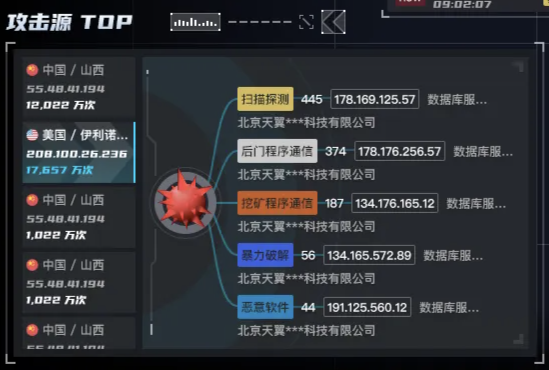 攻击源 TOP
09:02:07
中国 / 山西
55.48.41.194
12,022 万次
美国 / 伊利诺...
208.100.26.236
17,657 万次
中国 / 山西
55.48.41.194
1,022 万次
中国 / 山西
55.48.41.194
1,022 万次
中国 / 山西
55.48.41.194
扫描探测 445 178.169.125.57 数据库服...
北京天翼***科技有限公司
后门程序通信 374 178.176.256.57 数据库服...
北京天翼***科技有限公司
挖矿程序通信 187 134.176.165.12 数据库服...
北京天翼***科技有限公司
暴力破解 56 134.165.572.89 数据库服...
北京天翼***科技有限公司
恶意软件 44 191.125.560.12 数据库服...
北京天翼***科技有限公司